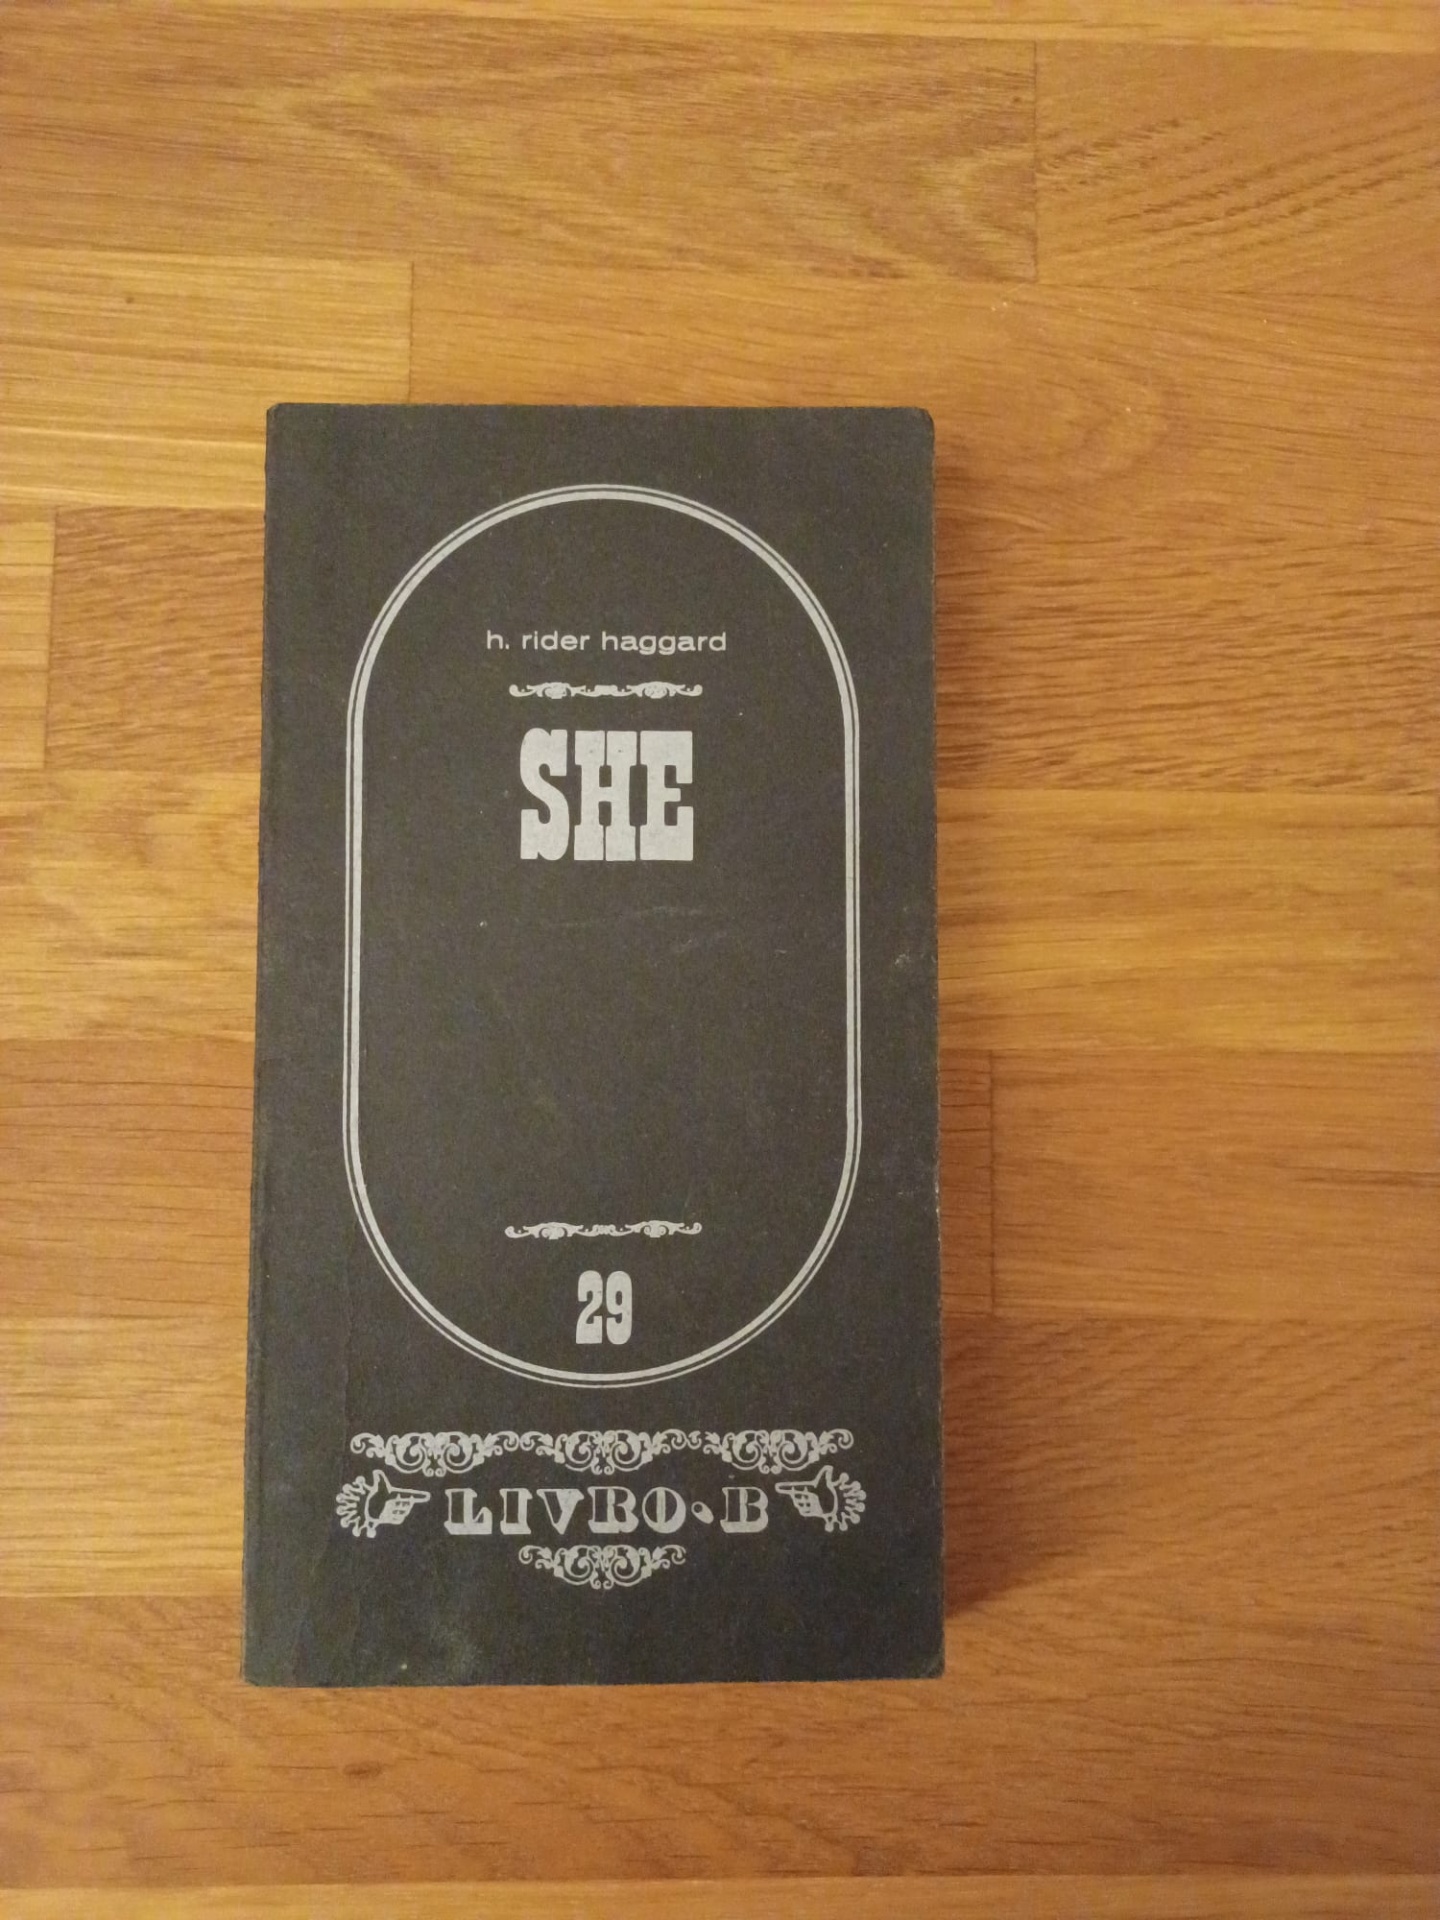 h. rider haggard
SHE
29
LIVRO·B